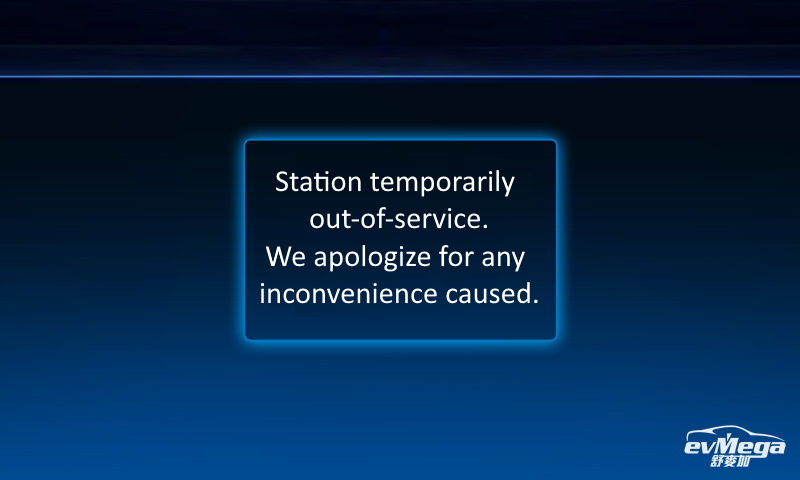 Station temporarily
out-of-service.
We apologize for any
inconvenience caused.
evMega
舒麥加